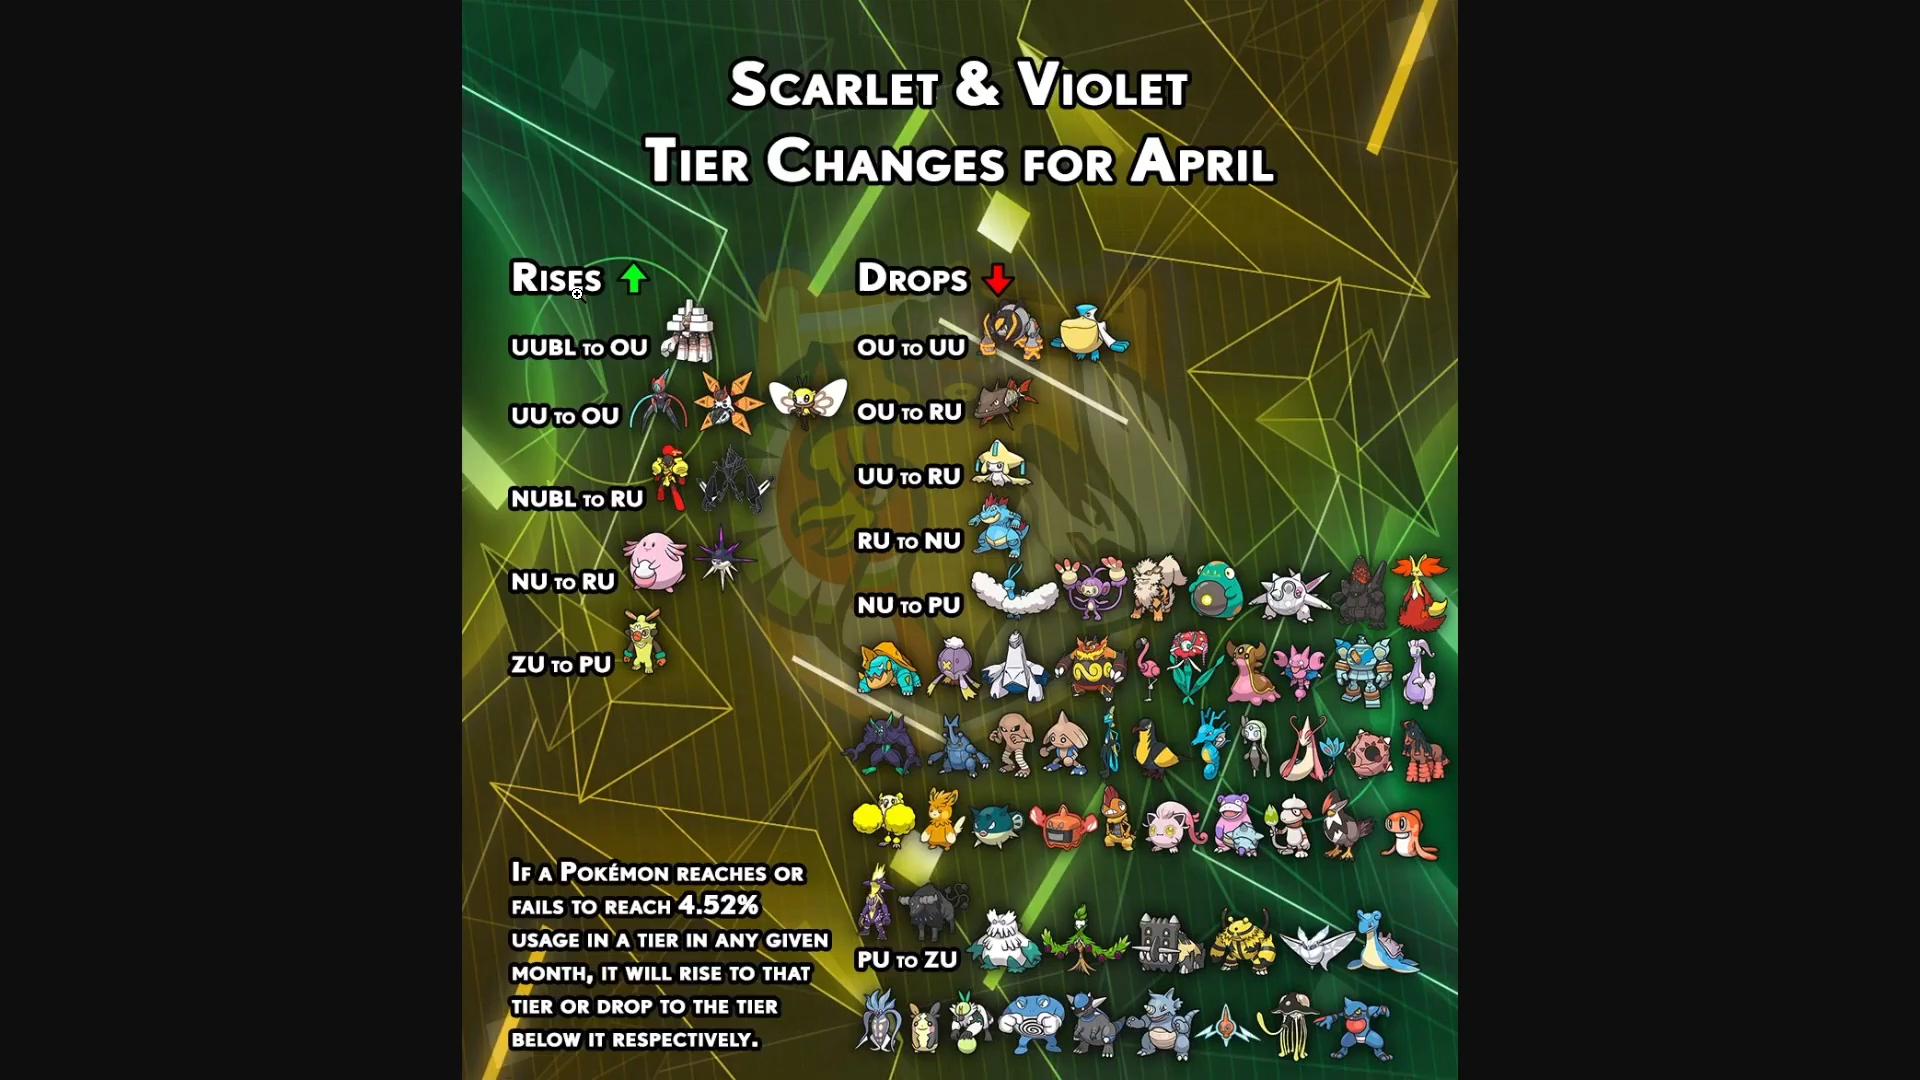 SCARLET & VIOLET
TIER CHANGES FOR APRIL
RISES
UUBL TO OU
UU TO OU
NUBL TO RU
NU TO RU
ZU TO PU
DROPS
OU TO UU
OU TO RU
UU TO RU
RU TO NU
NU TO PU
PU TO ZU
IF A POKÉMON REACHES OR
FAILS TO REACH 4.52%
USAGE IN A TIER IN ANY GIVEN
MONTH, IT WILL RISE TO THAT
TIER OR DROP TO THE TIER
BELOW IT RESPECTIVELY.